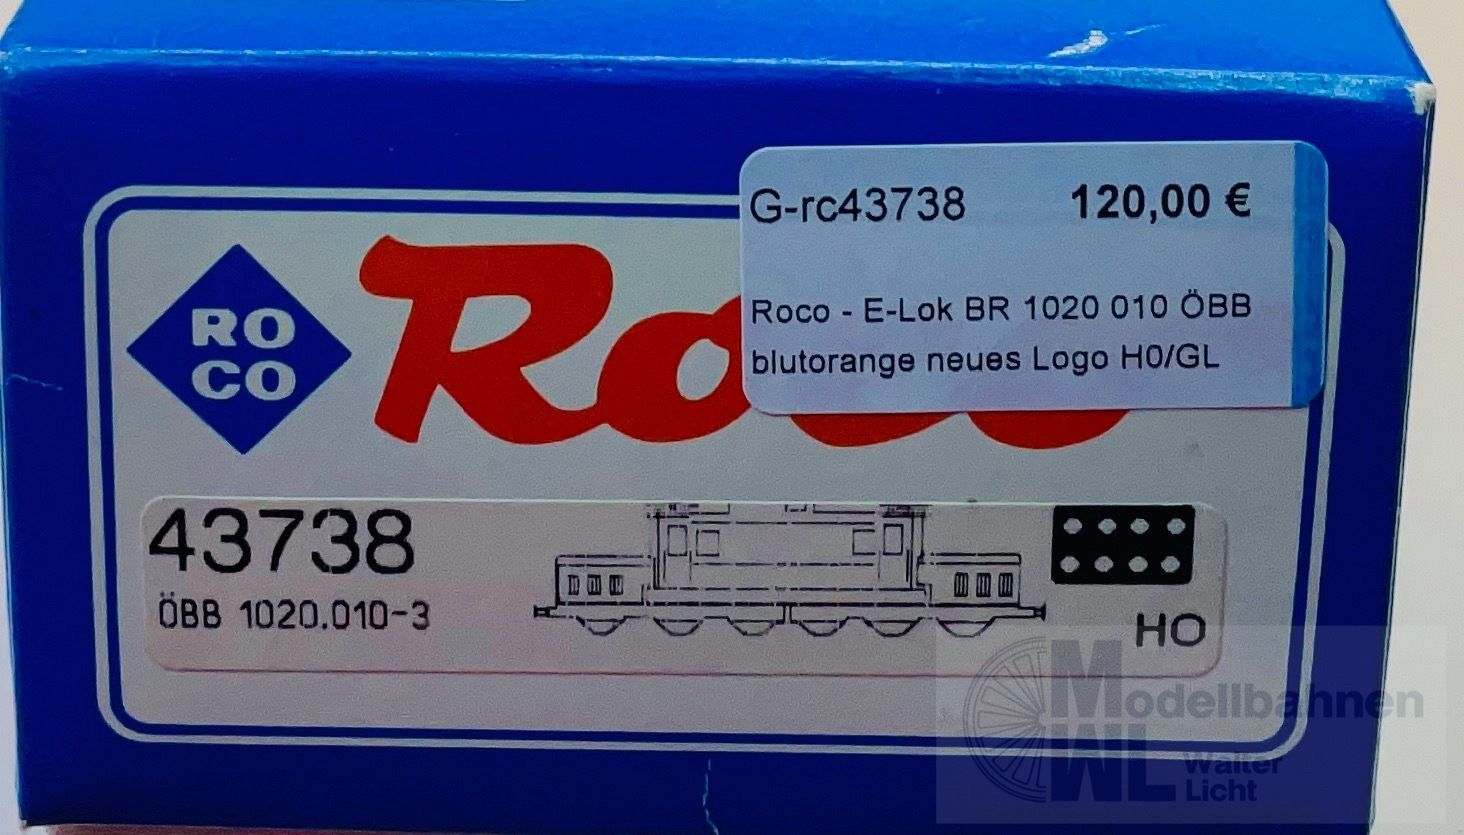 G-rc43738 120,00 €
Roco - E-Lok BR 1020 010 ÖBB
blutorange neues Logo H0/GL
RO
CO
Roco
43738
ÖBB 1020.010-3
HO
Modellbahnen
WL Walter
Licht